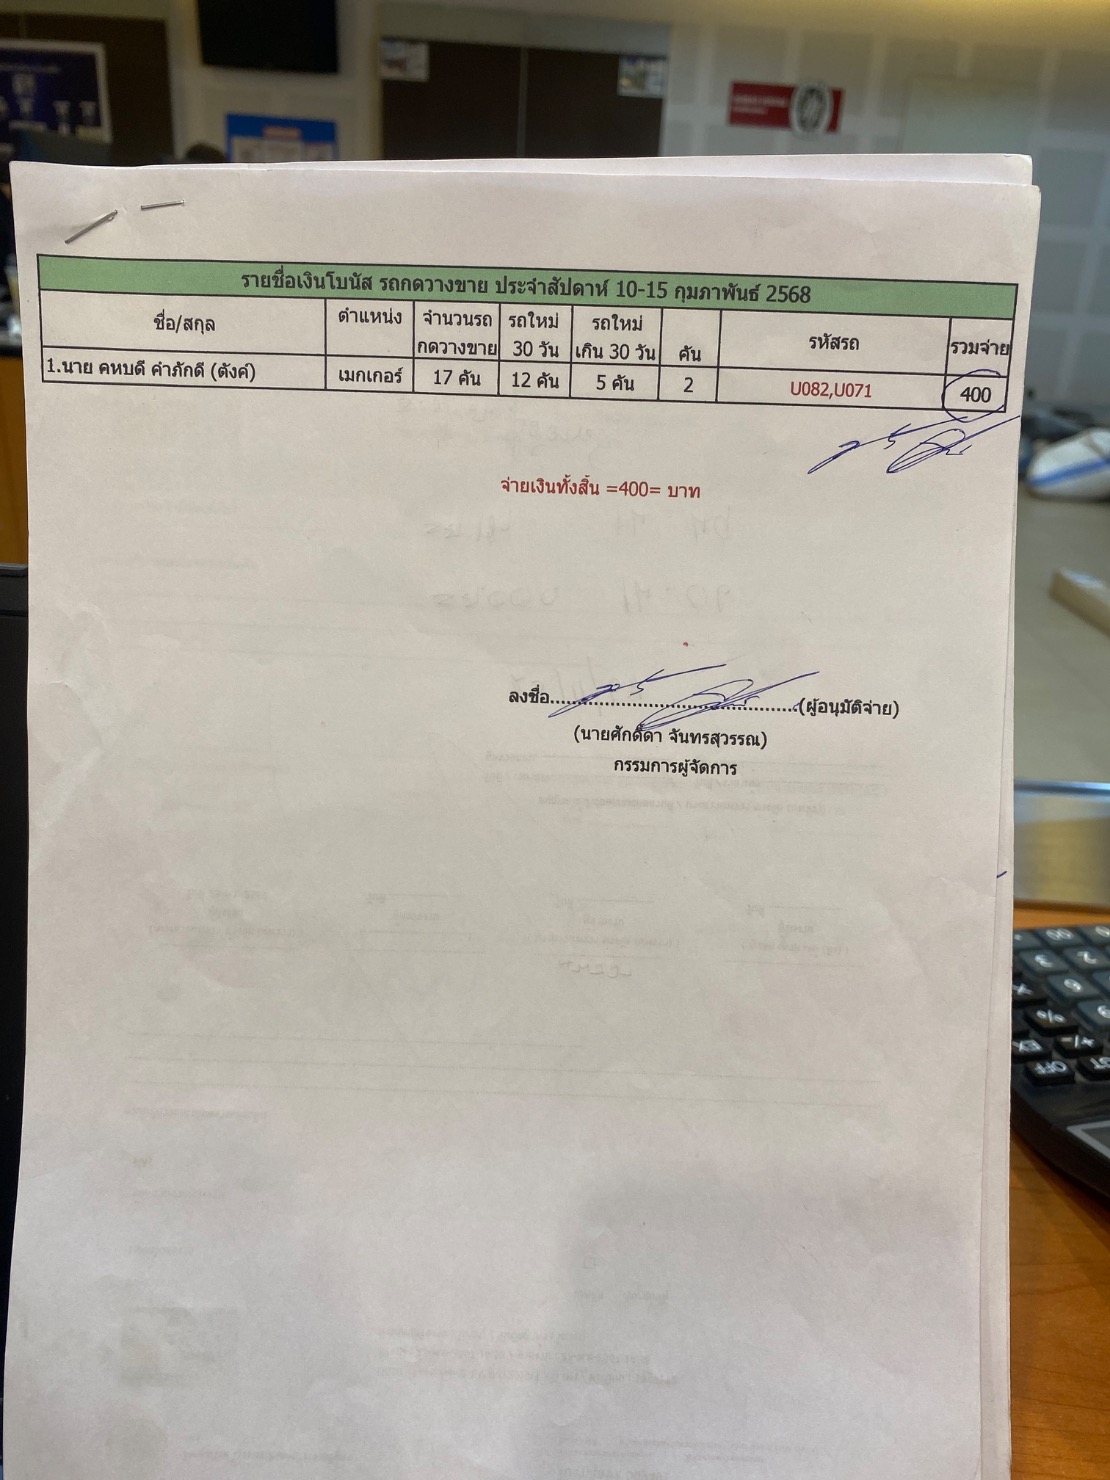 รายชื่อเงินโบนัส รถกดวางขาย ประจำสัปดาห์ 10-15 กุมภาพันธ์ 2568
ชื่อ/สกุล ตำแหน่ง จำนวนรถกดวางขาย รถใหม่ 30 วัน รถใหม่เกิน 30 วัน คัน รหัสรถ รวมจ่าย
1.นาย คหบดี คำภักดี (ตังค์) เมกเกอร์ 17 คัน 12 คัน 5 คัน 2 U082,U071 400
จ่ายเงินทั้งสิ้น =400= บาท
ลงชื่อ..........................................(ผู้อนุมัติจ่าย)
(นายศักดิ์ดา จันทรสุวรรณ)
กรรมการผู้จัดการ